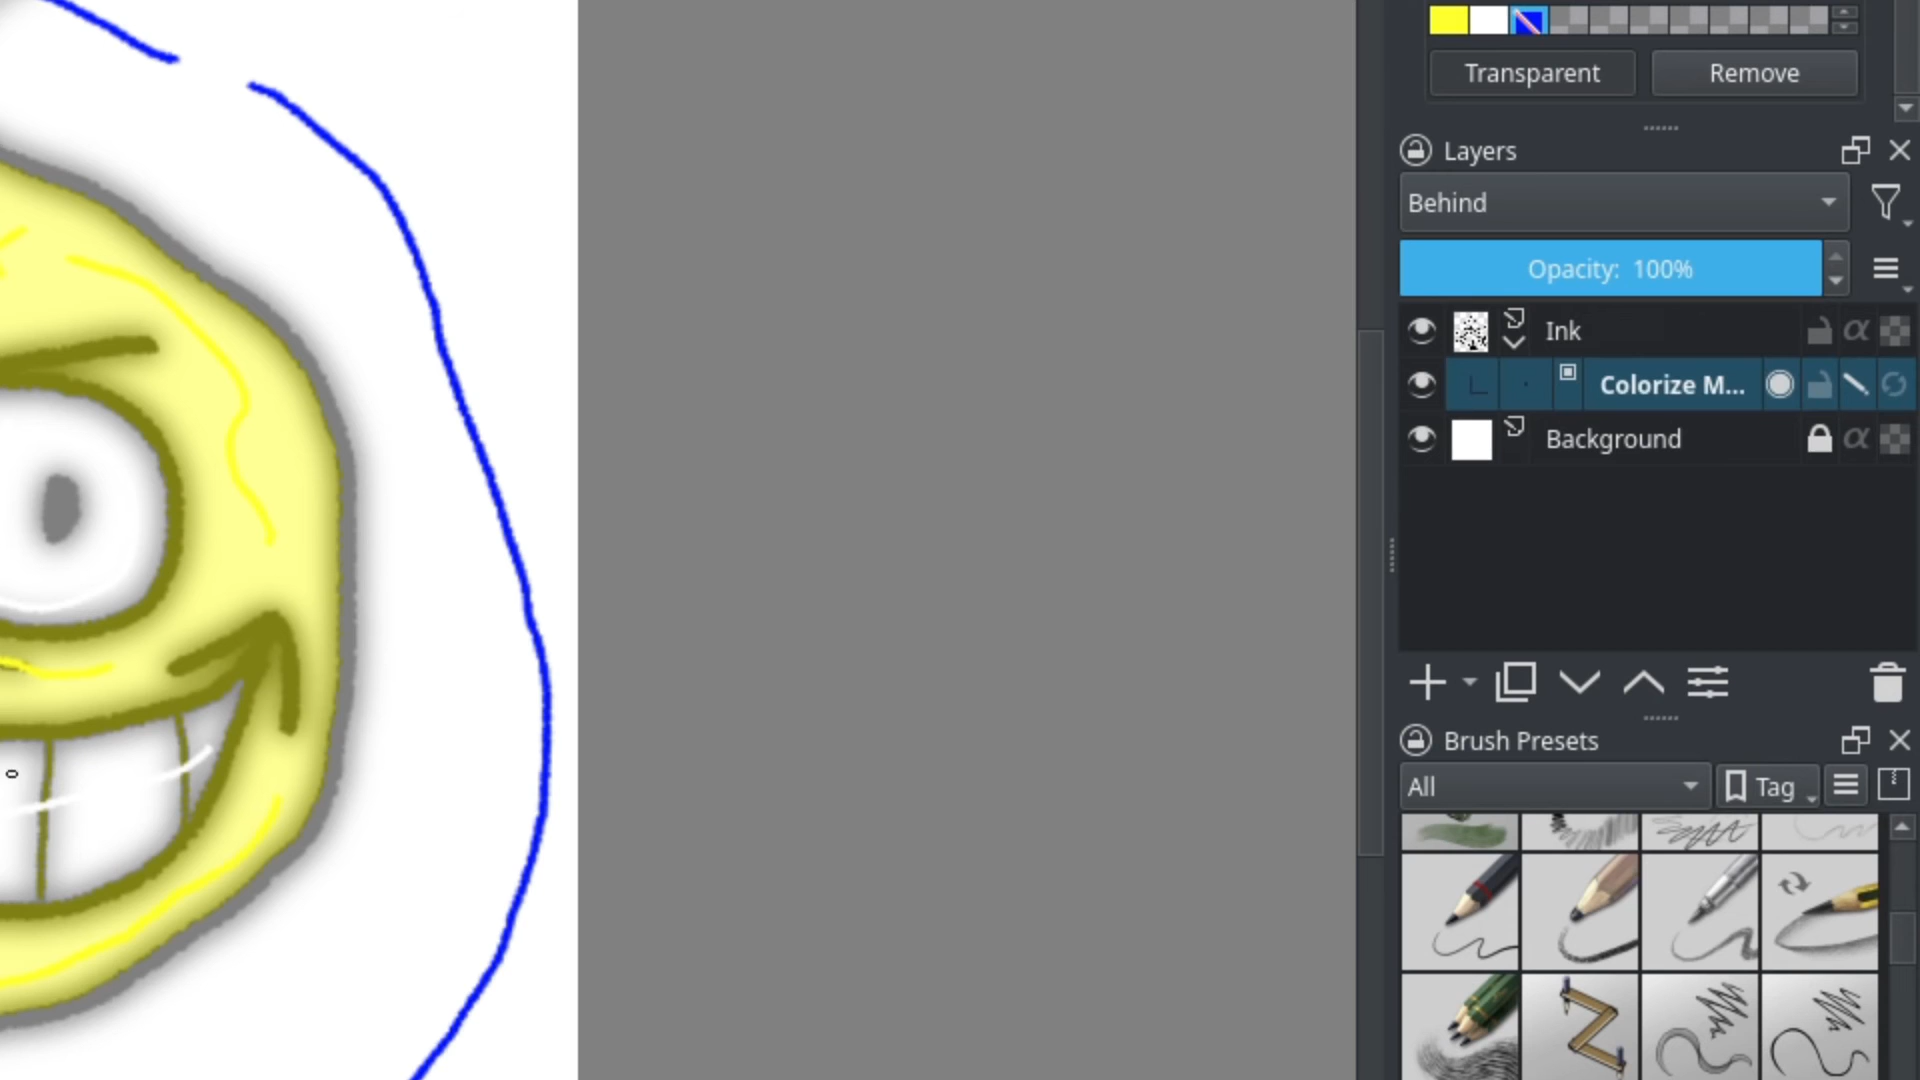 Transparent Remove
Layers
Behind
Opacity: 100%
Ink
Colorize M...
Background
Brush Presets
All Tag